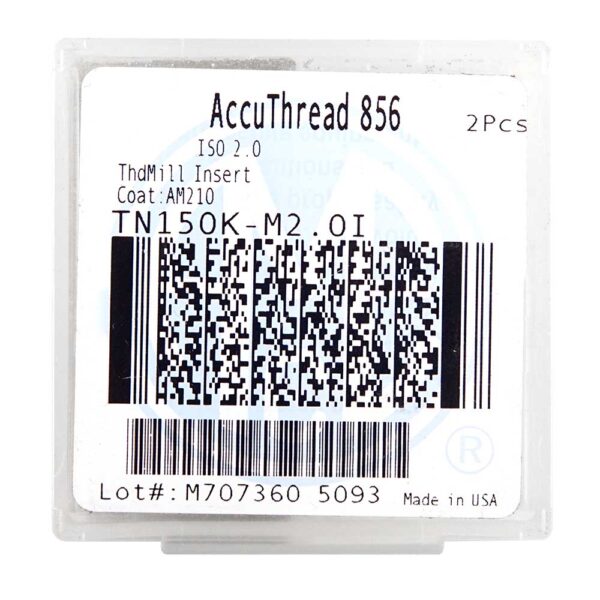 AccuThread 856
2Pcs
ISO 2.0
ThdMill Insert
Coat:AM210
TN150K-M2.0I
®
Lot#:M707360 5093
Made in USA